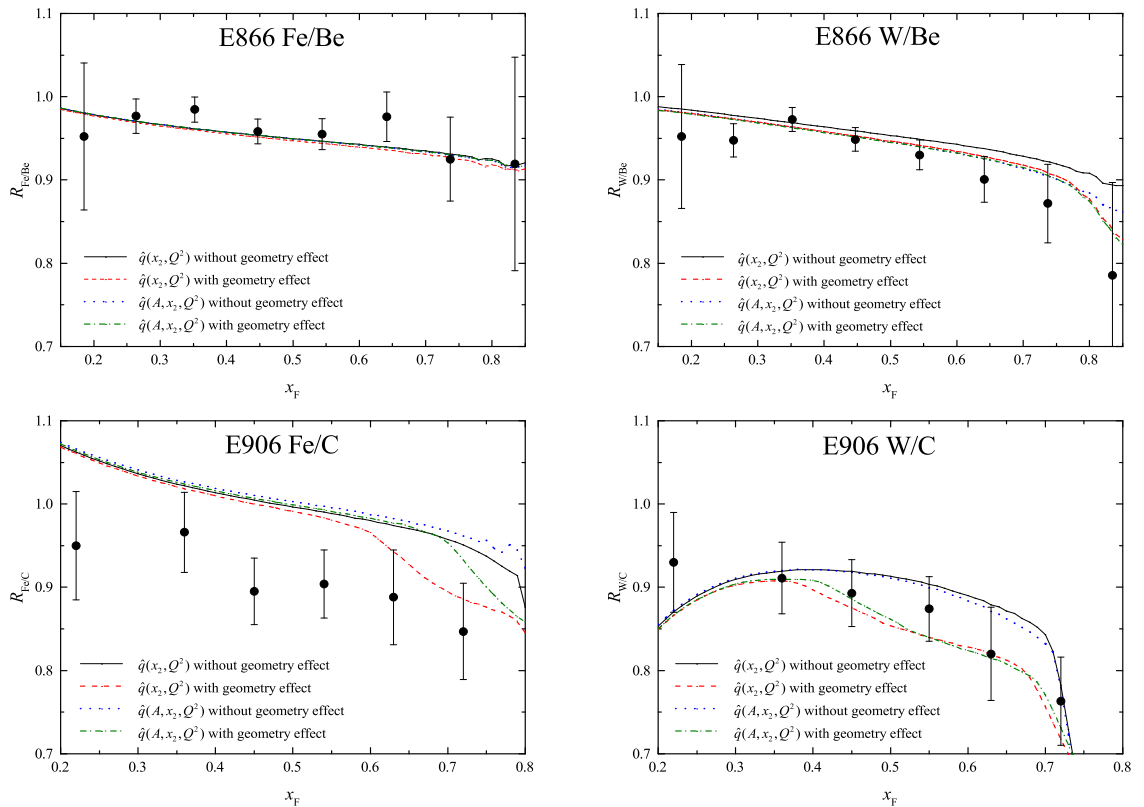 E866 Fe/Be
1.1
1.0
0.9
0.8
0.7
R_Fe/Be
q̂(x₂,Q²) without geometry effect
q̂(x₂,Q²) with geometry effect
q̂(A,x₂,Q²) without geometry effect
q̂(A,x₂,Q²) with geometry effect
0.2 0.3 0.4 0.5 0.6 0.7 0.8 0.9
x_F
E866 W/Be
1.1
1.0
0.9
0.8
0.7
R_W/Be
q̂(x₂,Q²) without geometry effect
q̂(x₂,Q²) with geometry effect
q̂(A,x₂,Q²) without geometry effect
q̂(A,x₂,Q²) with geometry effect
0.2 0.3 0.4 0.5 0.6 0.7 0.8 0.9
x_F
E906 Fe/C
1.1
1.0
0.9
0.8
0.7
R_Fe/C
q̂(x₂,Q²) without geometry effect
q̂(x₂,Q²) with geometry effect
q̂(A,x₂,Q²) without geometry effect
q̂(A,x₂,Q²) with geometry effect
0.2 0.3 0.4 0.5 0.6 0.7 0.8
x_F
E906 W/C
1.1
1.0
0.9
0.8
0.7
R_W/C
q̂(x₂,Q²) without geometry effect
q̂(x₂,Q²) with geometry effect
q̂(A,x₂,Q²) without geometry effect
q̂(A,x₂,Q²) with geometry effect
0.2 0.3 0.4 0.5 0.6 0.7 0.8
x_F